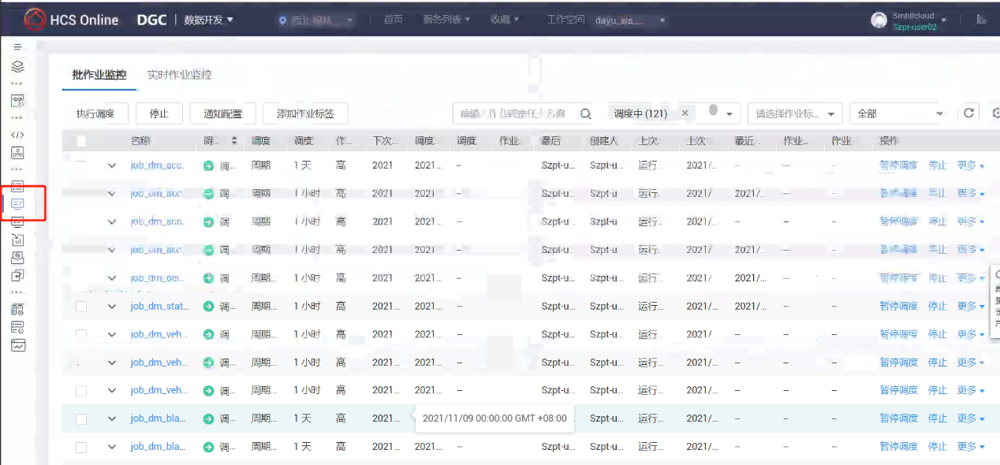 HCS Online DGC 数据开发 西北-柯桥 首页 服务列表 收藏 工作空间 dayu_ws... Smhlicloud
Szpt-user02
批作业监控 实时作业监控
执行调度 停止 通知配置 添加作业标签 请输入作业或责任人名称 调度中 (121) × 请选择作业标... 全部
名称 调... 调度 调度 作... 下次... 调度... 调度 作业... 最后 创建人 上次... 上次 最近... 作业... 作业 操作
job_dm_acc... 调... 周期 1 天 高 2021 2021... -- Szpt-u... Szpt-u... 运行... 2021/... -- -- -- 暂停调度 停止 更多
调... 周期 1 小时 高 2021 2021... -- Szpt-u... Szpt-u... 运行... 2021/ 2021/... -- -- 暂停调度 停止 更多
调 周期 1 小时 高 2021 2021... -- Szpt-u... Szpt-u 运行... 2021/... -- -- -- 暂停调度 停止 更多
调... 周期 1 小时 高 2021 2021 -- Szpt-u... Szpt-u 运行... 2021/ 2021/... -- -- 暂停调度 停止 更多
调 周期... 1 小时 高 2021 2021... -- Szpt-u... Szpt-u... 运行... 2021/ 2021/... -- -- 暂停调度 停止 更多
job_dm_stat... 调... 周期... 1 小时 高 2021... 2021... -- Szpt-u... Szpt-u... 运行... 2021/... 2021/... -- -- 暂停调度 停止 更多
job_dm_veh... 调 周期... 1 小时 高 2021... 2021... -- Szpt-u... Szpt-u... 运行... 2021/ -- -- -- 暂停调度 停止 更多
job_dm_veh... 调... 周期... 1 小时 高 2021... 2021... -- Szpt-u... Szpt-u... 运行... 2021/... -- -- -- 暂停调度 停止 更多
job_dm_veh... 调... 周期... 1 小时 高 2021... 2021... -- Szpt-u... Szpt-u... 运行... 2021/... -- -- -- 暂停调度 停止 更多
job_dm_bla... 调... 周期... 1 天 高 2021... 2021/11/09 00:00:00 GMT +08:00 Szpt-u... 运行... 2021/... -- -- -- 暂停调度 停止 更多
job_dm_bla... 调... 周期... 1 天 高 2021... 2021... -- Szpt-u... Szpt-u... 运行... 2021/... -- -- -- 暂停调度 停止 更多